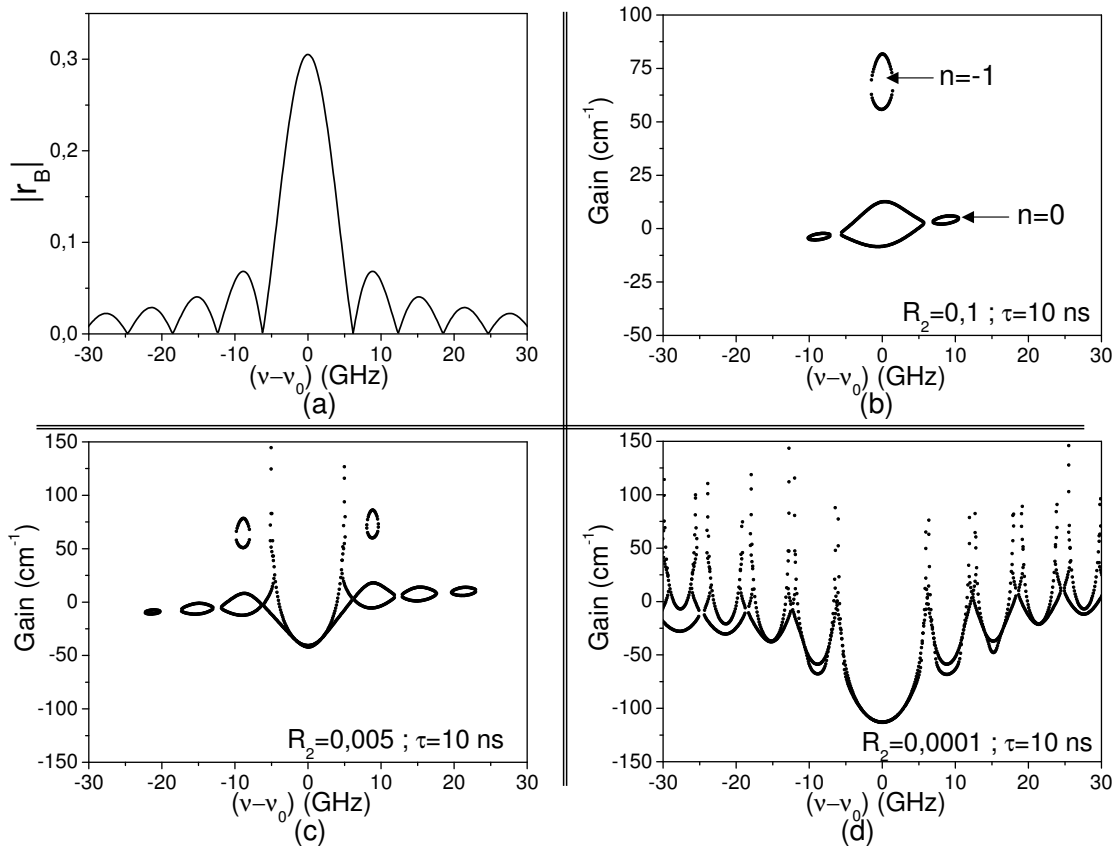 |r_B|
0,3
0,2
0,1
0,0
-30 -20 -10 0 10 20 30
(ν−ν_0) (GHz)
(a)
Gain (cm^-1)
100
75
50
25
0
-25
-50
n=-1
n=0
R_2=0,1 ; τ=10 ns
-30 -20 -10 0 10 20 30
(ν−ν_0) (GHz)
(b)
Gain (cm^-1)
150
100
50
0
-50
-100
-150
R_2=0,005 ; τ=10 ns
-30 -20 -10 0 10 20 30
(ν−ν_0) (GHz)
(c)
Gain (cm^-1)
150
100
50
0
-50
-100
-150
R_2=0,0001 ; τ=10 ns
-30 -20 -10 0 10 20 30
(ν−ν_0) (GHz)
(d)